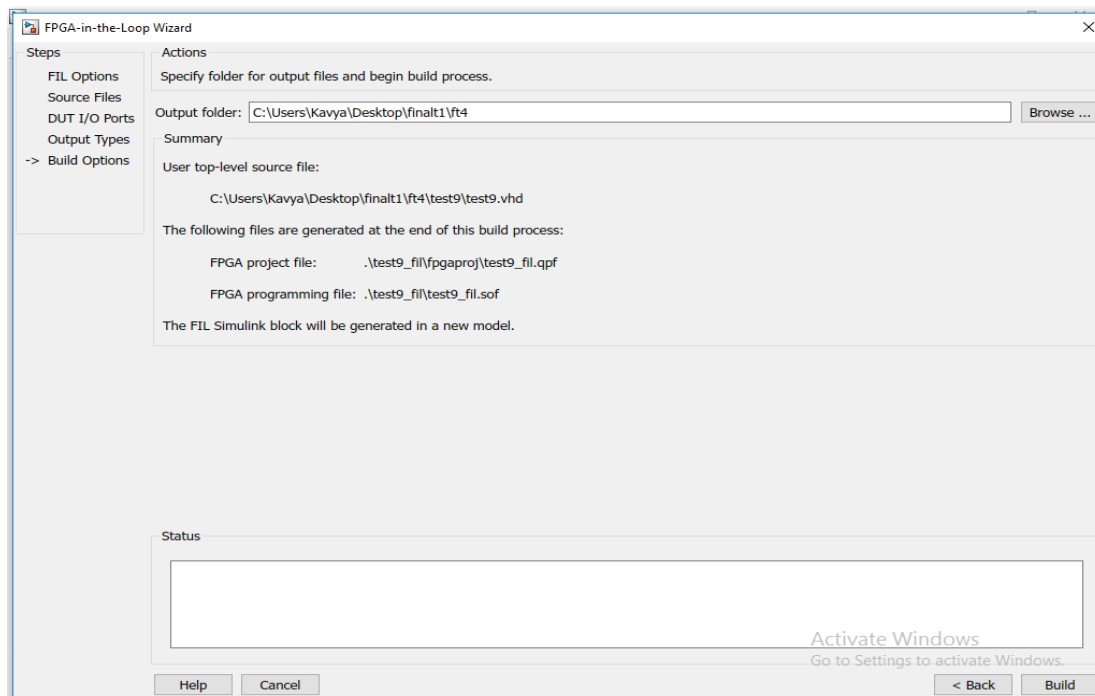 FPGA-in-the-Loop Wizard
Steps
FIL Options
Source Files
DUT I/O Ports
Output Types
-> Build Options
Actions
Specify folder for output files and begin build process.
Output folder: C:\Users\Kavya\Desktop\finalt1\ft4 Browse ...
Summary
User top-level source file:
C:\Users\Kavya\Desktop\finalt1\ft4\test9\test9.vhd
The following files are generated at the end of this build process:
FPGA project file: .\test9_fil\fpgaproj\test9_fil.qpf
FPGA programming file: .\test9_fil\test9_fil.sof
The FIL Simulink block will be generated in a new model.
Status
Activate Windows
Go to Settings to activate Windows.
Help Cancel < Back Build